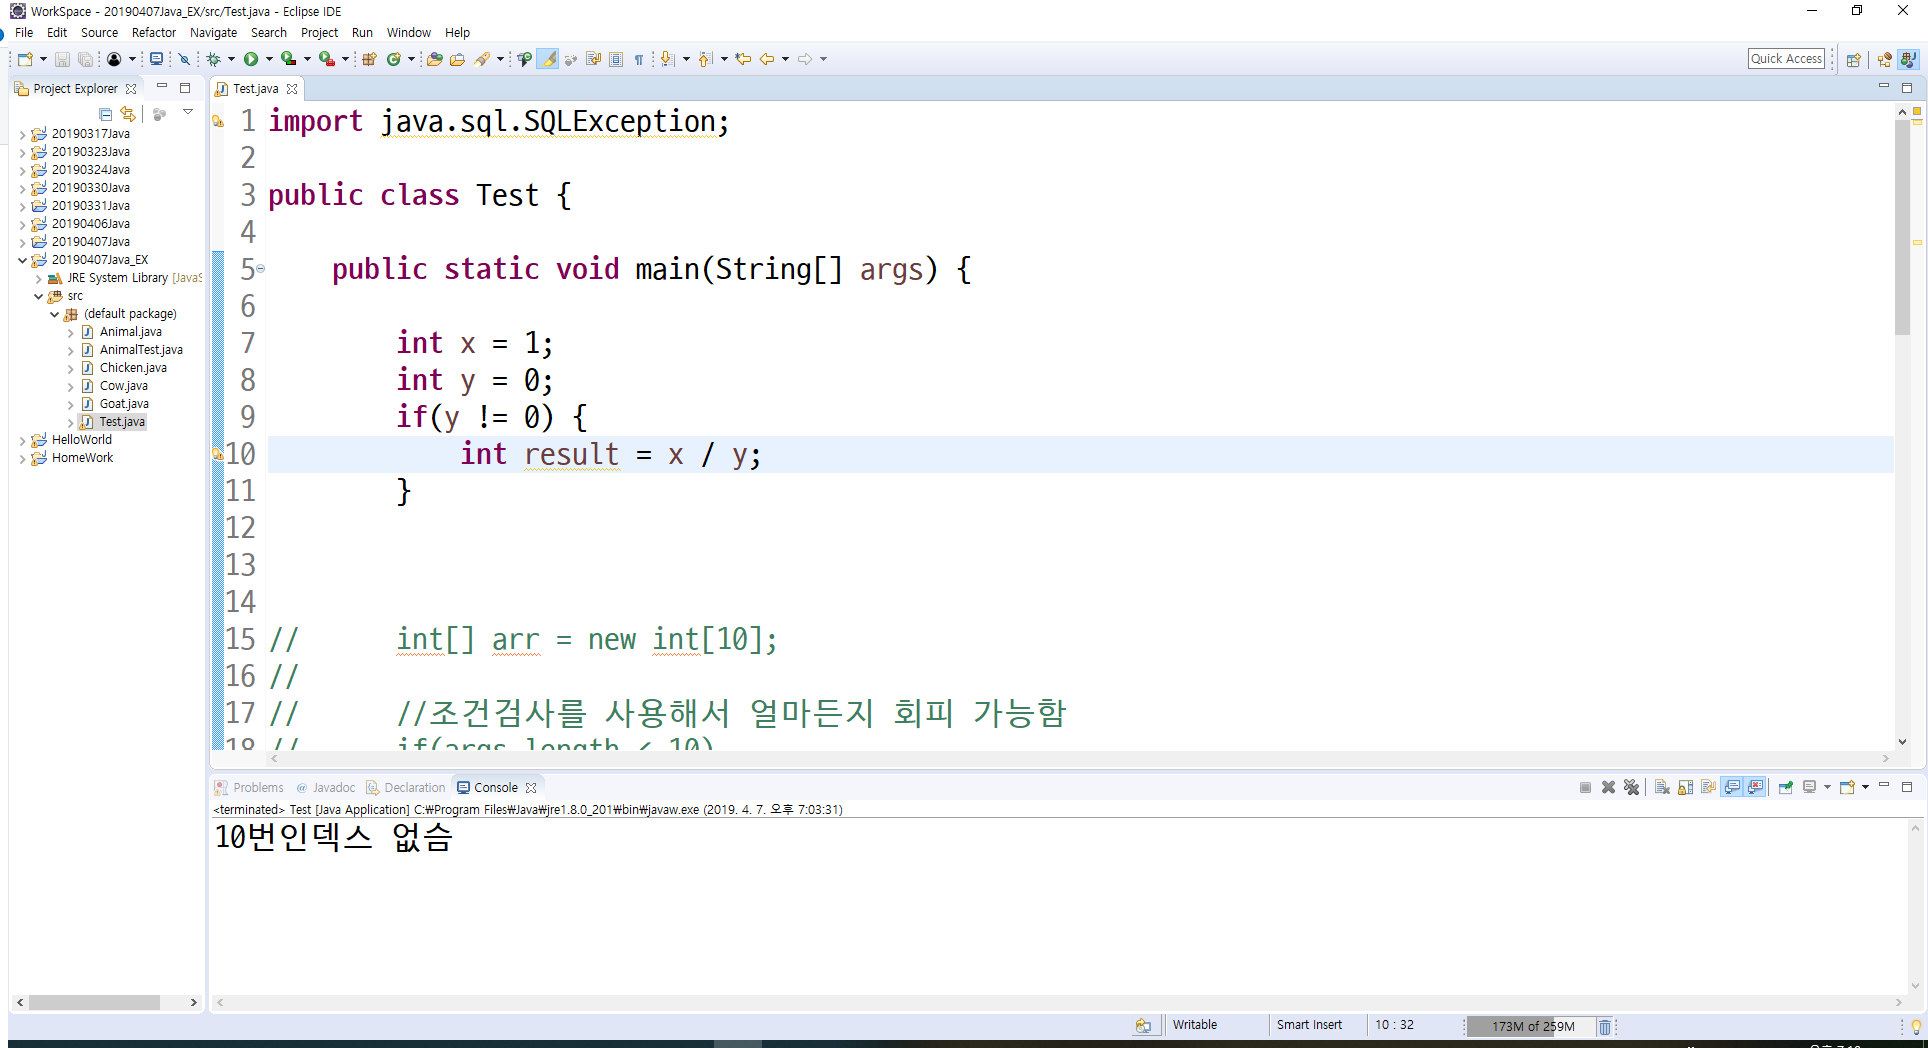 WorkSpace - 20190407Java_EX/src/Test.java - Eclipse IDE
File Edit Source Refactor Navigate Search Project Run Window Help
Quick Access
Project Explorer
Test.java
20190317Java
20190323Java
20190324Java
20190330Java
20190331Java
20190406Java
20190407Java
20190407Java_EX
JRE System Library [JavaS
src
(default package)
Animal.java
AnimalTest.java
Chicken.java
Cow.java
Goat.java
Test.java
HelloWorld
HomeWork
1 import java.sql.SQLException;
2
3 public class Test {
4
5 public static void main(String[] args) {
6
7 int x = 1;
8 int y = 0;
9 if(y != 0) {
10 int result = x / y;
11 }
12
13
14
15 // int[] arr = new int[10];
16 //
17 // //조건검사를 사용해서 얼마든지 회피 가능함
18 // if(args.length < 10)
Problems @ Javadoc Declaration Console
<terminated> Test [Java Application] C:₩Program Files₩Java₩jre1.8.0_201₩bin₩javaw.exe (2019. 4. 7. 오후 7:03:31)
10번인덱스 없슴
Writable Smart Insert 10 : 32 173M of 259M